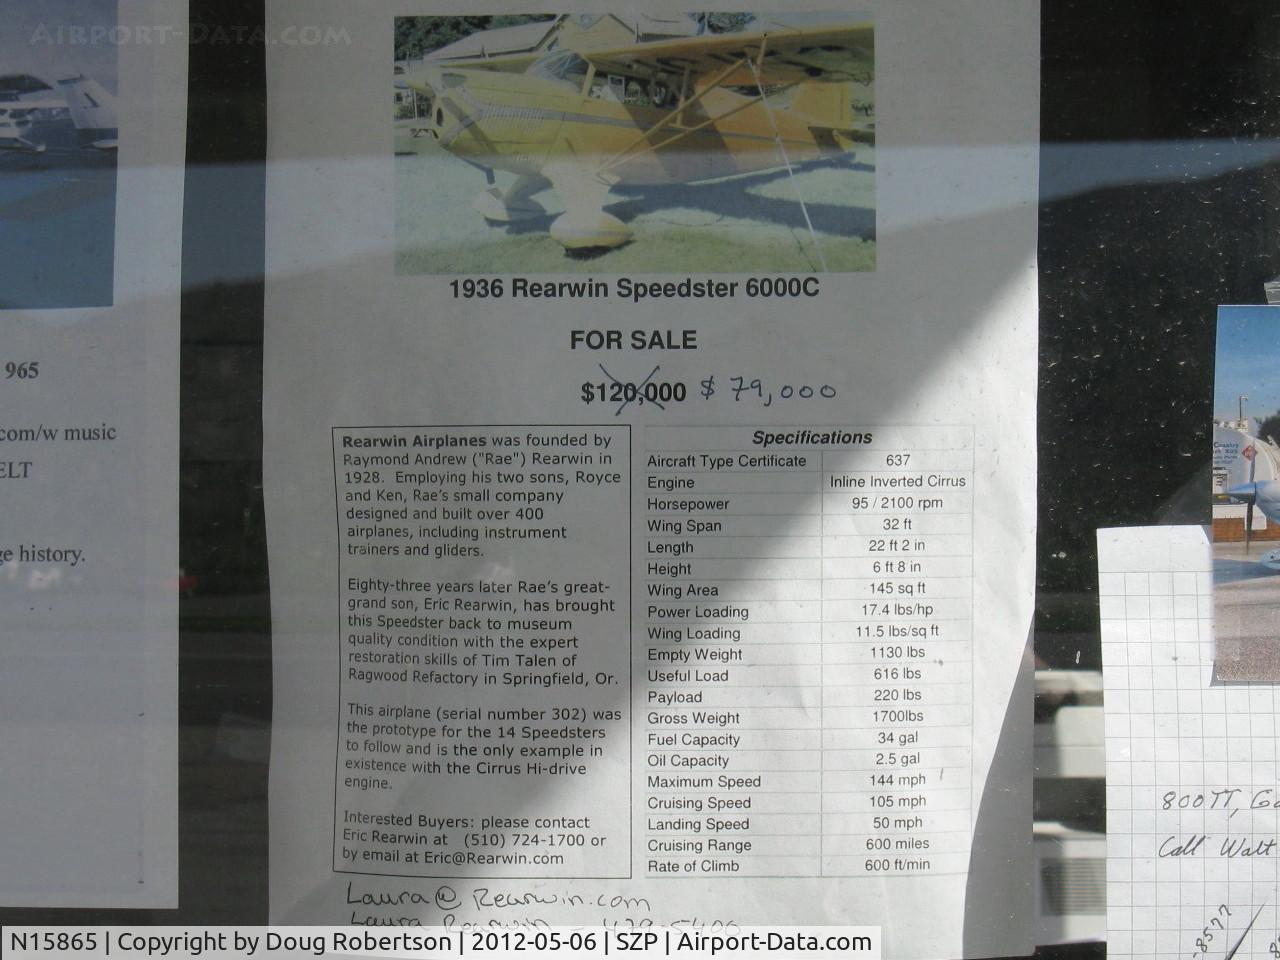 AIRPORT-DATA.COM
1936 Rearwin Speedster 6000C
FOR SALE
$120,000 $79,000
965
com/w music
ELT
ge history.
Rearwin Airplanes was founded by
Raymond Andrew ("Rae") Rearwin in
1928. Employing his two sons, Royce
and Ken, Rae's small company
designed and built over 400
airplanes, including instrument
trainers and gliders.
Eighty-three years later Rae's great-
grand son, Eric Rearwin, has brought
this Speedster back to museum
quality condition with the expert
restoration skills of Tim Talen of
Ragwood Refactory in Springfield, Or.
This airplane (serial number 302) was
the prototype for the 14 Speedsters
to follow and is the only example in
existence with the Cirrus Hi-drive
engine.
Interested Buyers: please contact
Eric Rearwin at (510) 724-1700 or
by email at Eric@Rearwin.com
Specifications
Aircraft Type Certificate 637
Engine Inline Inverted Cirrus
Horsepower 95 / 2100 rpm
Wing Span 32 ft
Length 22 ft 2 in
Height 6 ft 8 in
Wing Area 145 sq ft
Power Loading 17.4 lbs/hp
Wing Loading 11.5 lbs/sq ft
Empty Weight 1130 lbs
Useful Load 616 lbs
Payload 220 lbs
Gross Weight 1700lbs
Fuel Capacity 34 gal
Oil Capacity 2.5 gal
Maximum Speed 144 mph
Cruising Speed 105 mph
Landing Speed 50 mph
Cruising Range 600 miles
Rate of Climb 600 ft/min
Laura@Rearwin.com
Laura Rearwin - 479-5400
800 TT, G
Call Walt
-8577
N15865 | Copyright by Doug Robertson | 2012-05-06 | SZP | Airport-Data.com